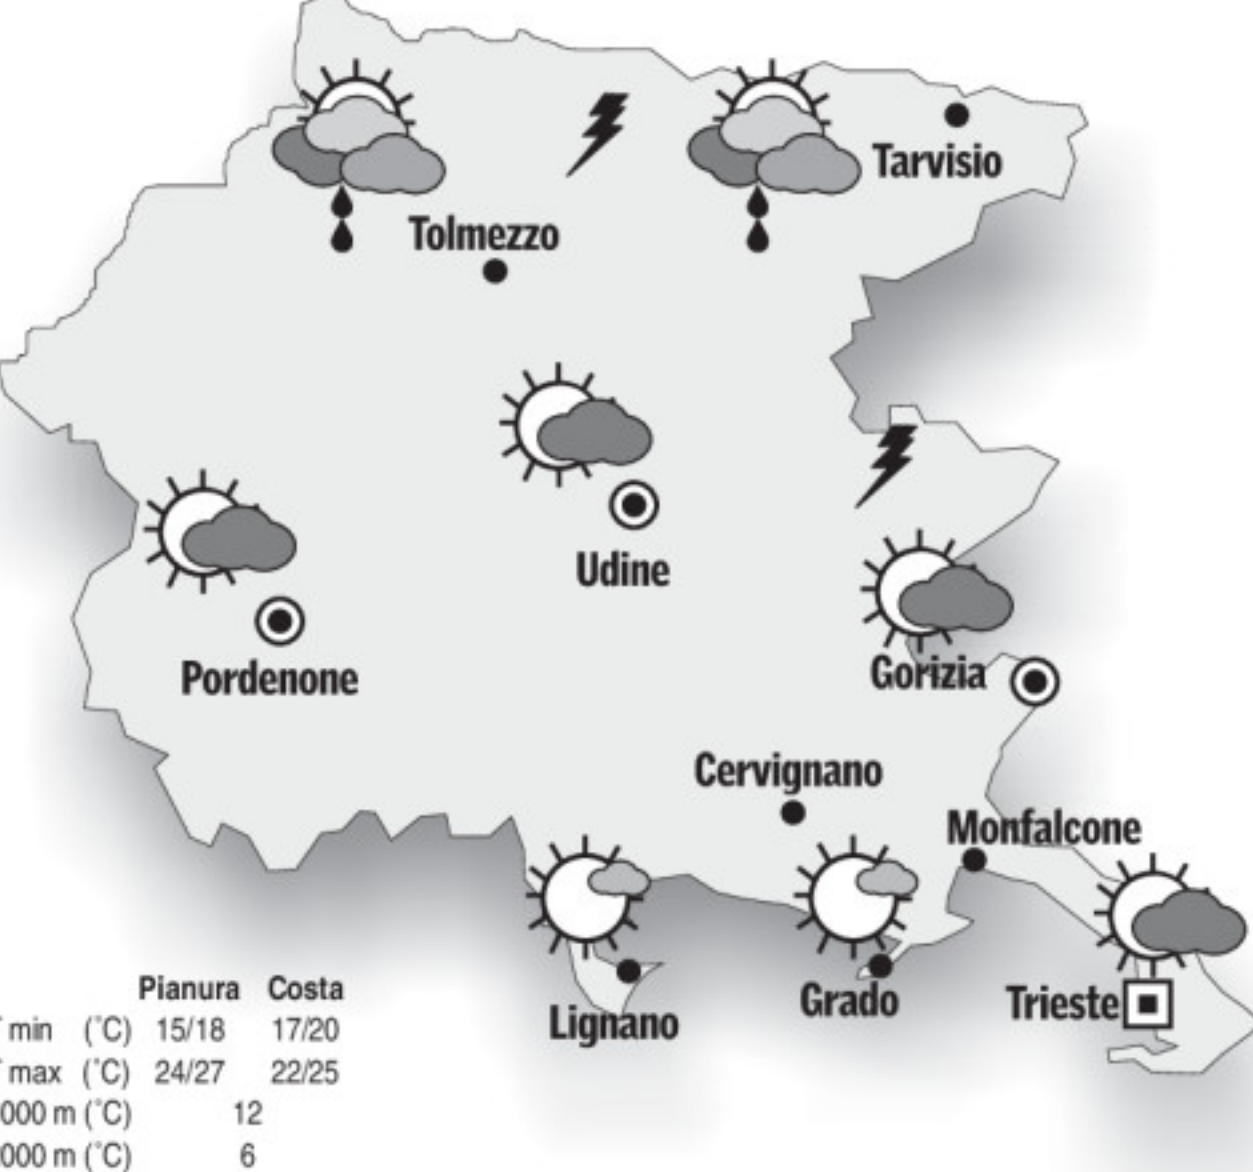 Tarvisio
Tolmezzo
Udine
Pordenone
Gorizia
Cervignano
Monfalcone
Grado
Trieste
Lignano
Pianura Costa
min (°C) 15/18 17/20
max (°C) 24/27 22/25
000 m (°C) 12
000 m (°C) 6